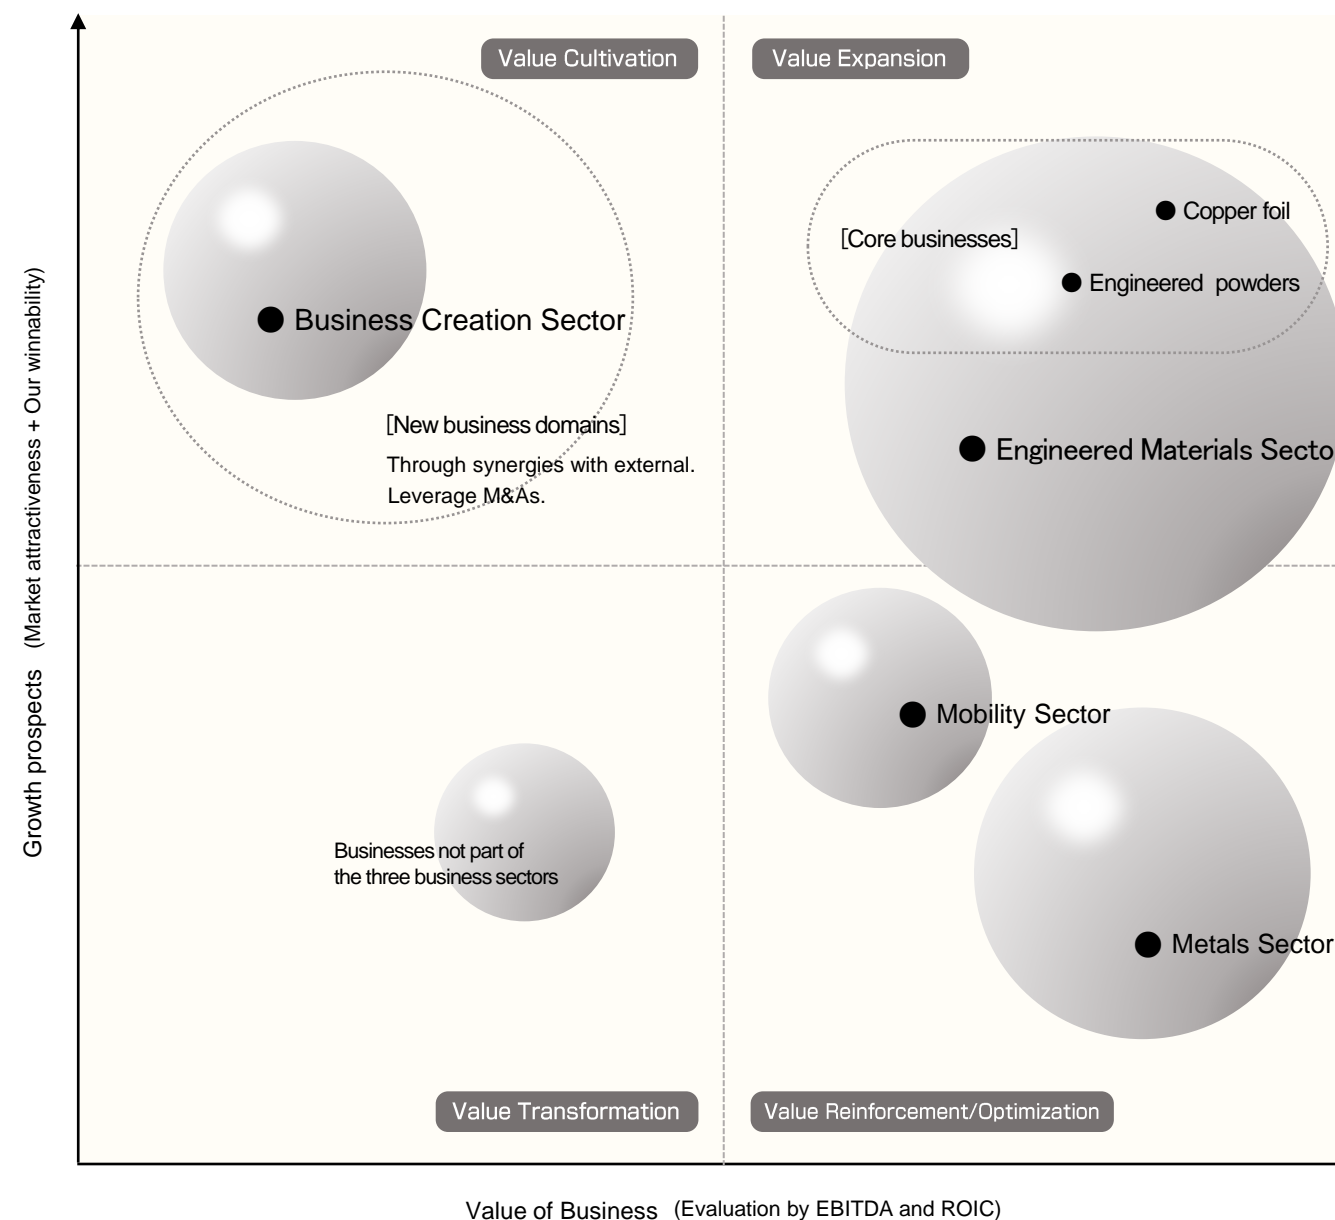 Value Cultivation
Value Expansion
Copper foil
[Core businesses]
Engineered powders
Business Creation Sector
[New business domains]
Through synergies with external.
Leverage M&As.
Engineered Materials Secto
Mobility Sector
Businesses not part of
the three business sectors
Metals Sector
Value Transformation
Value Reinforcement/Optimization
Growth prospects (Market attractiveness + Our winnability)
Value of Business (Evaluation by EBITDA and ROIC)